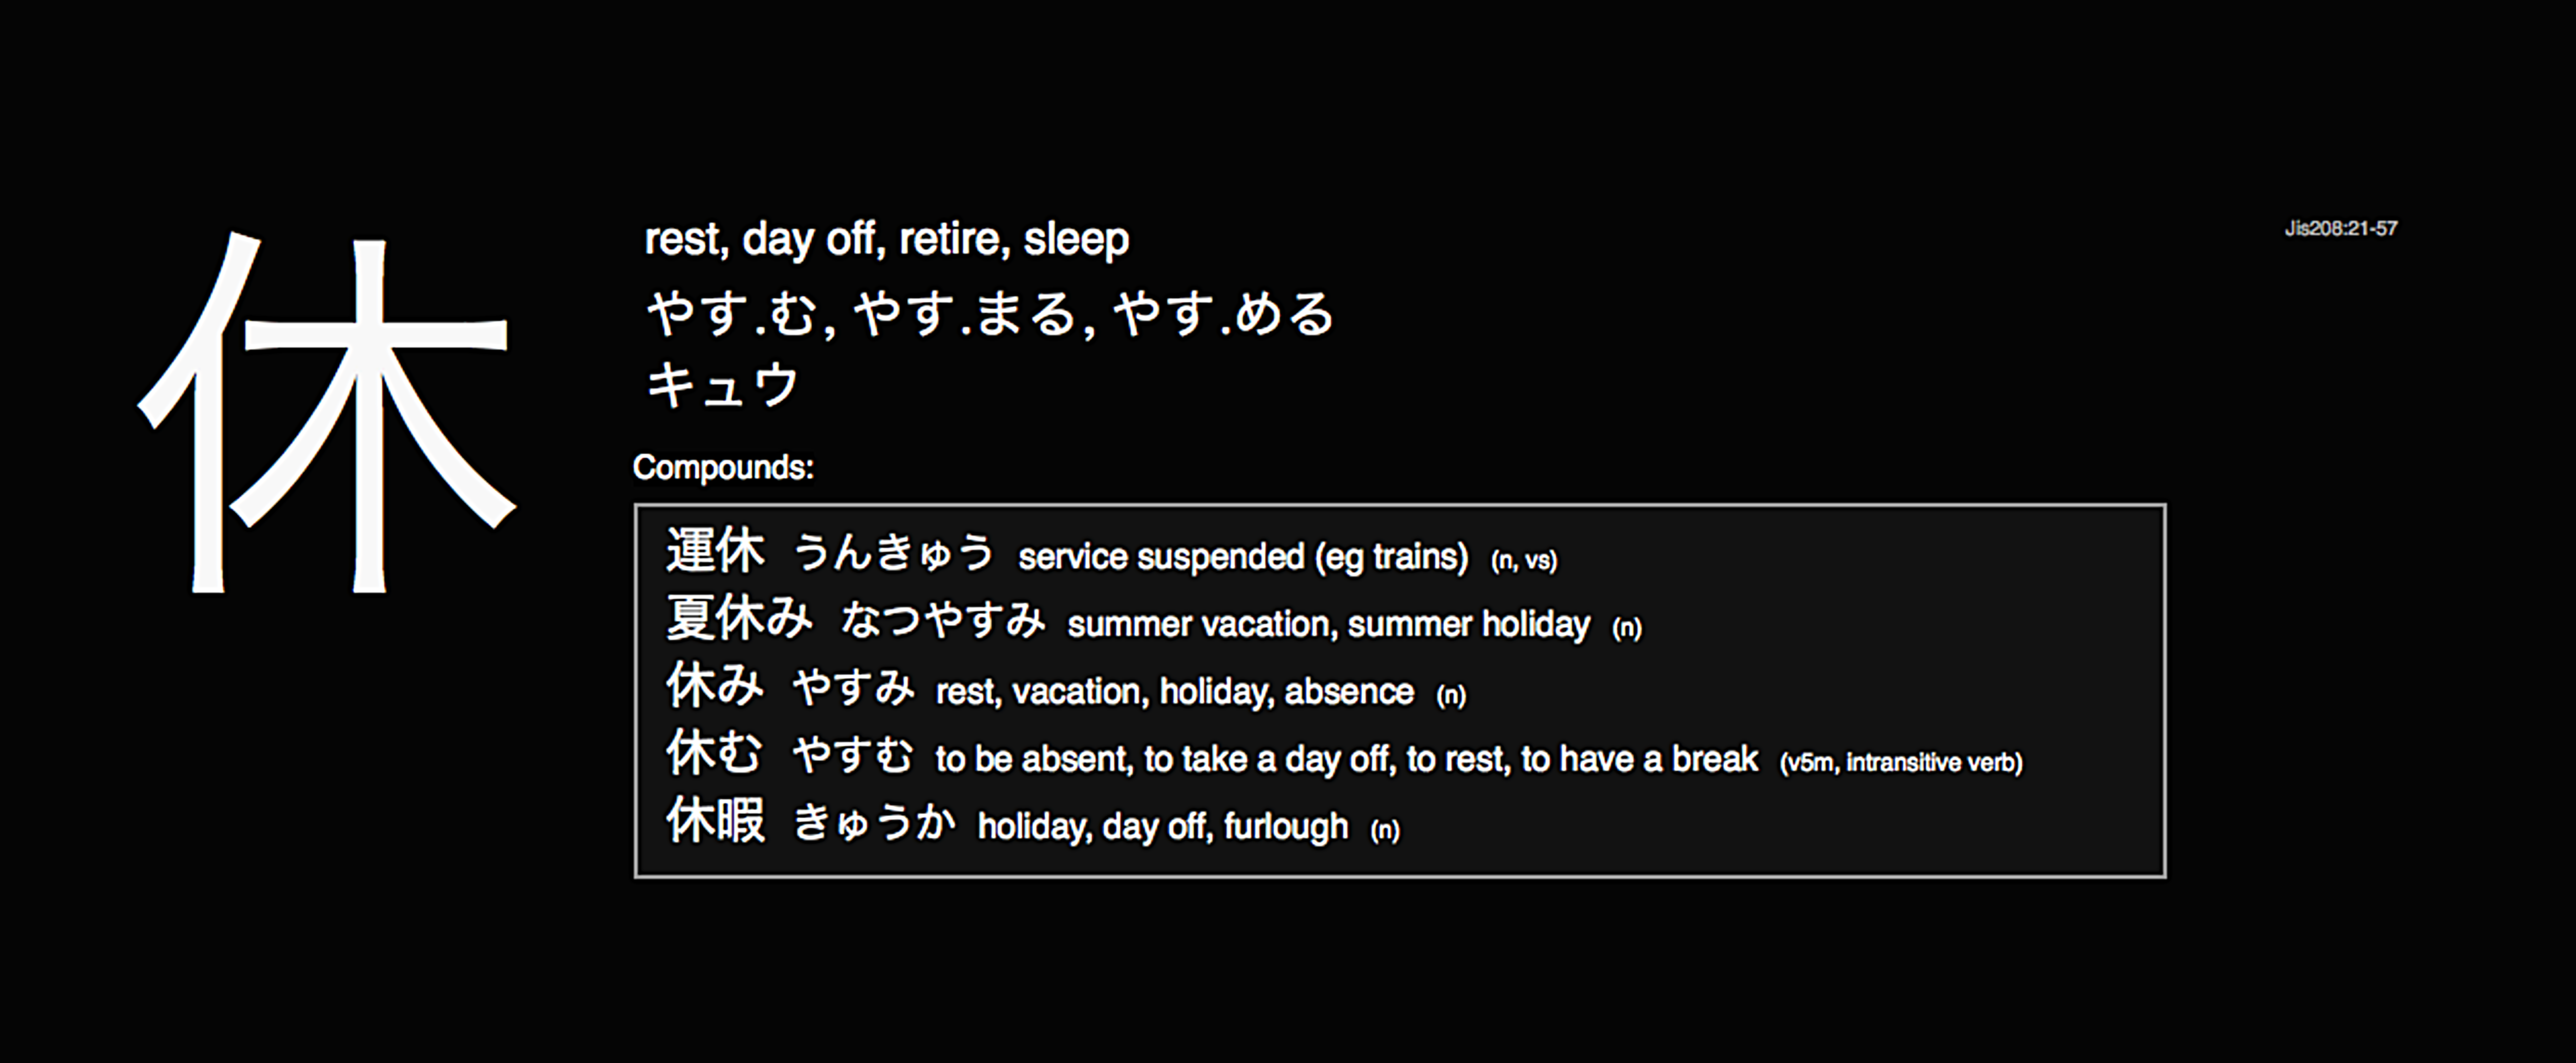 休
rest, day off, retire, sleep
Jis208:21-57
やす.む, やす.まる, やす.める
キュウ
Compounds:
運休 うんきゅう service suspended (eg trains) (n, vs)
夏休み なつやすみ summer vacation, summer holiday (n)
休み やすみ rest, vacation, holiday, absence (n)
休む やすむ to be absent, to take a day off, to rest, to have a break (v5m, intransitive verb)
休暇 きゅうか holiday, day off, furlough (n)